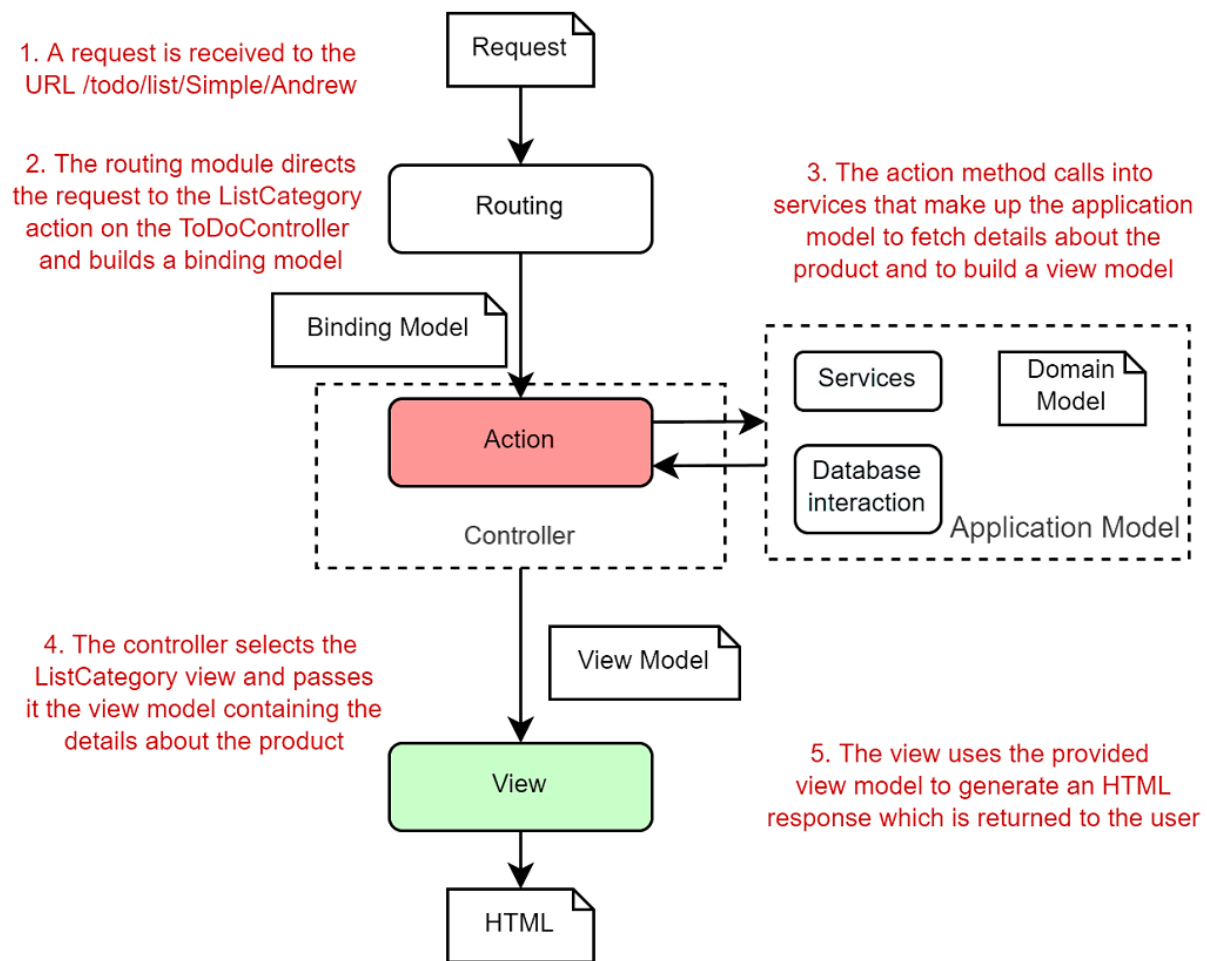 Request
1. A request is received to the
URL /todo/list/Simple/Andrew
2. The routing module directs
the request to the ListCategory
action on the ToDoController
and builds a binding model
Routing
3. The action method calls into
services that make up the application
model to fetch details about the
product and to build a view model
Binding Model
Action
Controller
Services
Domain
Model
Database
interaction
Application Model
4. The controller selects the
ListCategory view and passes
it the view model containing the
details about the product
View Model
View
5. The view uses the provided
view model to generate an HTML
response which is returned to the user
HTML